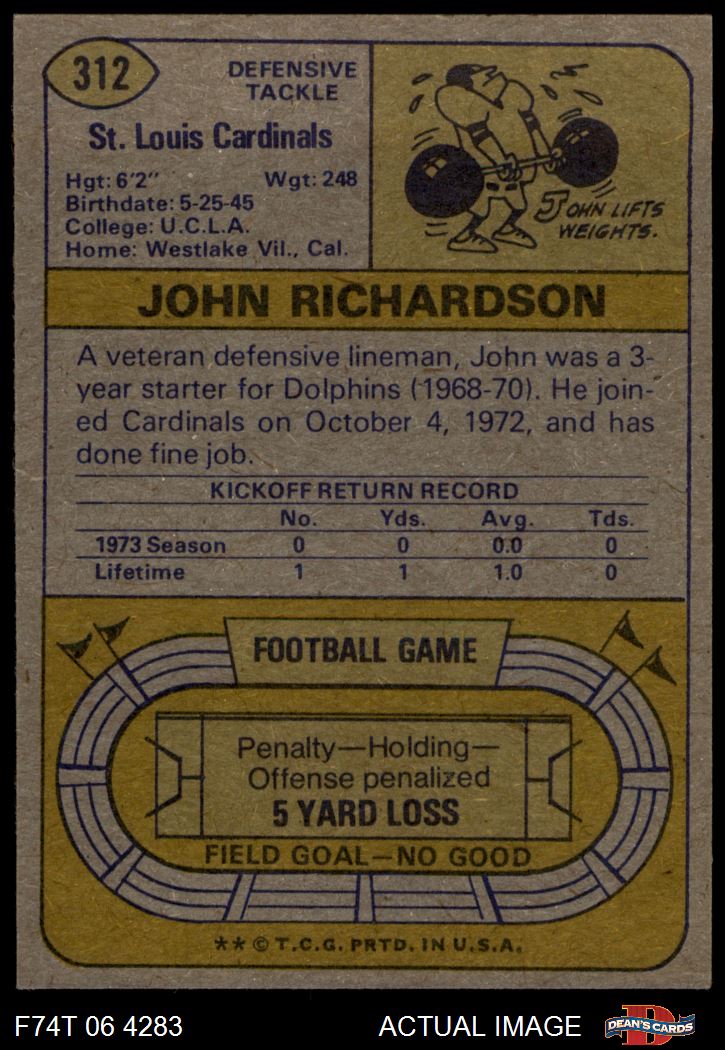 312
DEFENSIVE
TACKLE
St. Louis Cardinals
Hgt: 6'2" Wgt: 248
Birthdate: 5-25-45
College: U.C.L.A.
Home: Westlake Vil., Cal.
JOHN LIFTS
WEIGHTS.
JOHN RICHARDSON
A veteran defensive lineman, John was a 3-
year starter for Dolphins (1968-70). He join-
ed Cardinals on October 4, 1972, and has
done fine job.
KICKOFF RETURN RECORD
No. Yds. Avg. Tds.
1973 Season 0 0 0.0 0
Lifetime 1 1 1.0 0
FOOTBALL GAME
Penalty—Holding—
Offense penalized
5 YARD LOSS
FIELD GOAL—NO GOOD
** © T.C.G. PRTD. IN U.S.A.
F74T 06 4283 ACTUAL IMAGE
D
DEAN'S CARDS